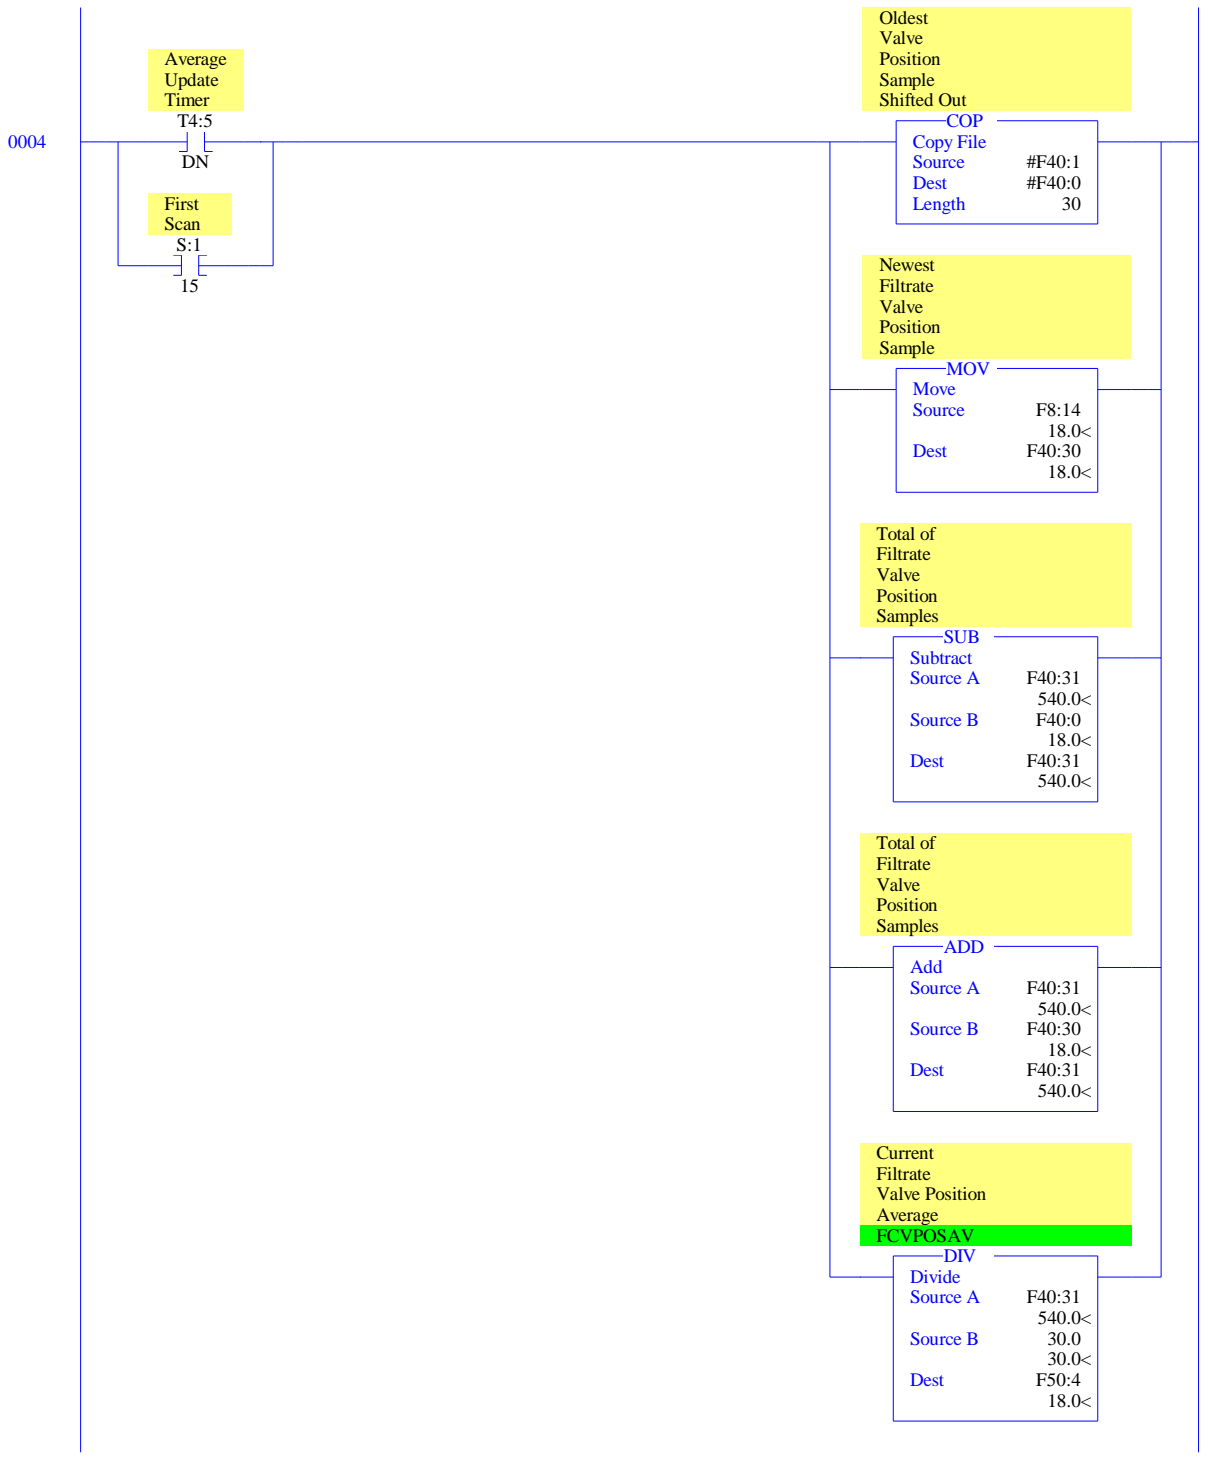 Oldest
Valve
Position
Sample
Shifted Out
Average
Update
Timer
T4:5
DN
0004
COP
Copy File
Source #F40:1
Dest #F40:0
Length 30
First
Scan
S:1
15
Newest
Filtrate
Valve
Position
Sample
MOV
Move
Source F8:14
18.0<
Dest F40:30
18.0<
Total of
Filtrate
Valve
Position
Samples
SUB
Subtract
Source A F40:31
540.0<
Source B F40:0
18.0<
Dest F40:31
540.0<
Total of
Filtrate
Valve
Position
Samples
ADD
Add
Source A F40:31
540.0<
Source B F40:30
18.0<
Dest F40:31
540.0<
Current
Filtrate
Valve Position
Average
FCVPOSAV
DIV
Divide
Source A F40:31
540.0<
Source B 30.0
30.0<
Dest F50:4
18.0<